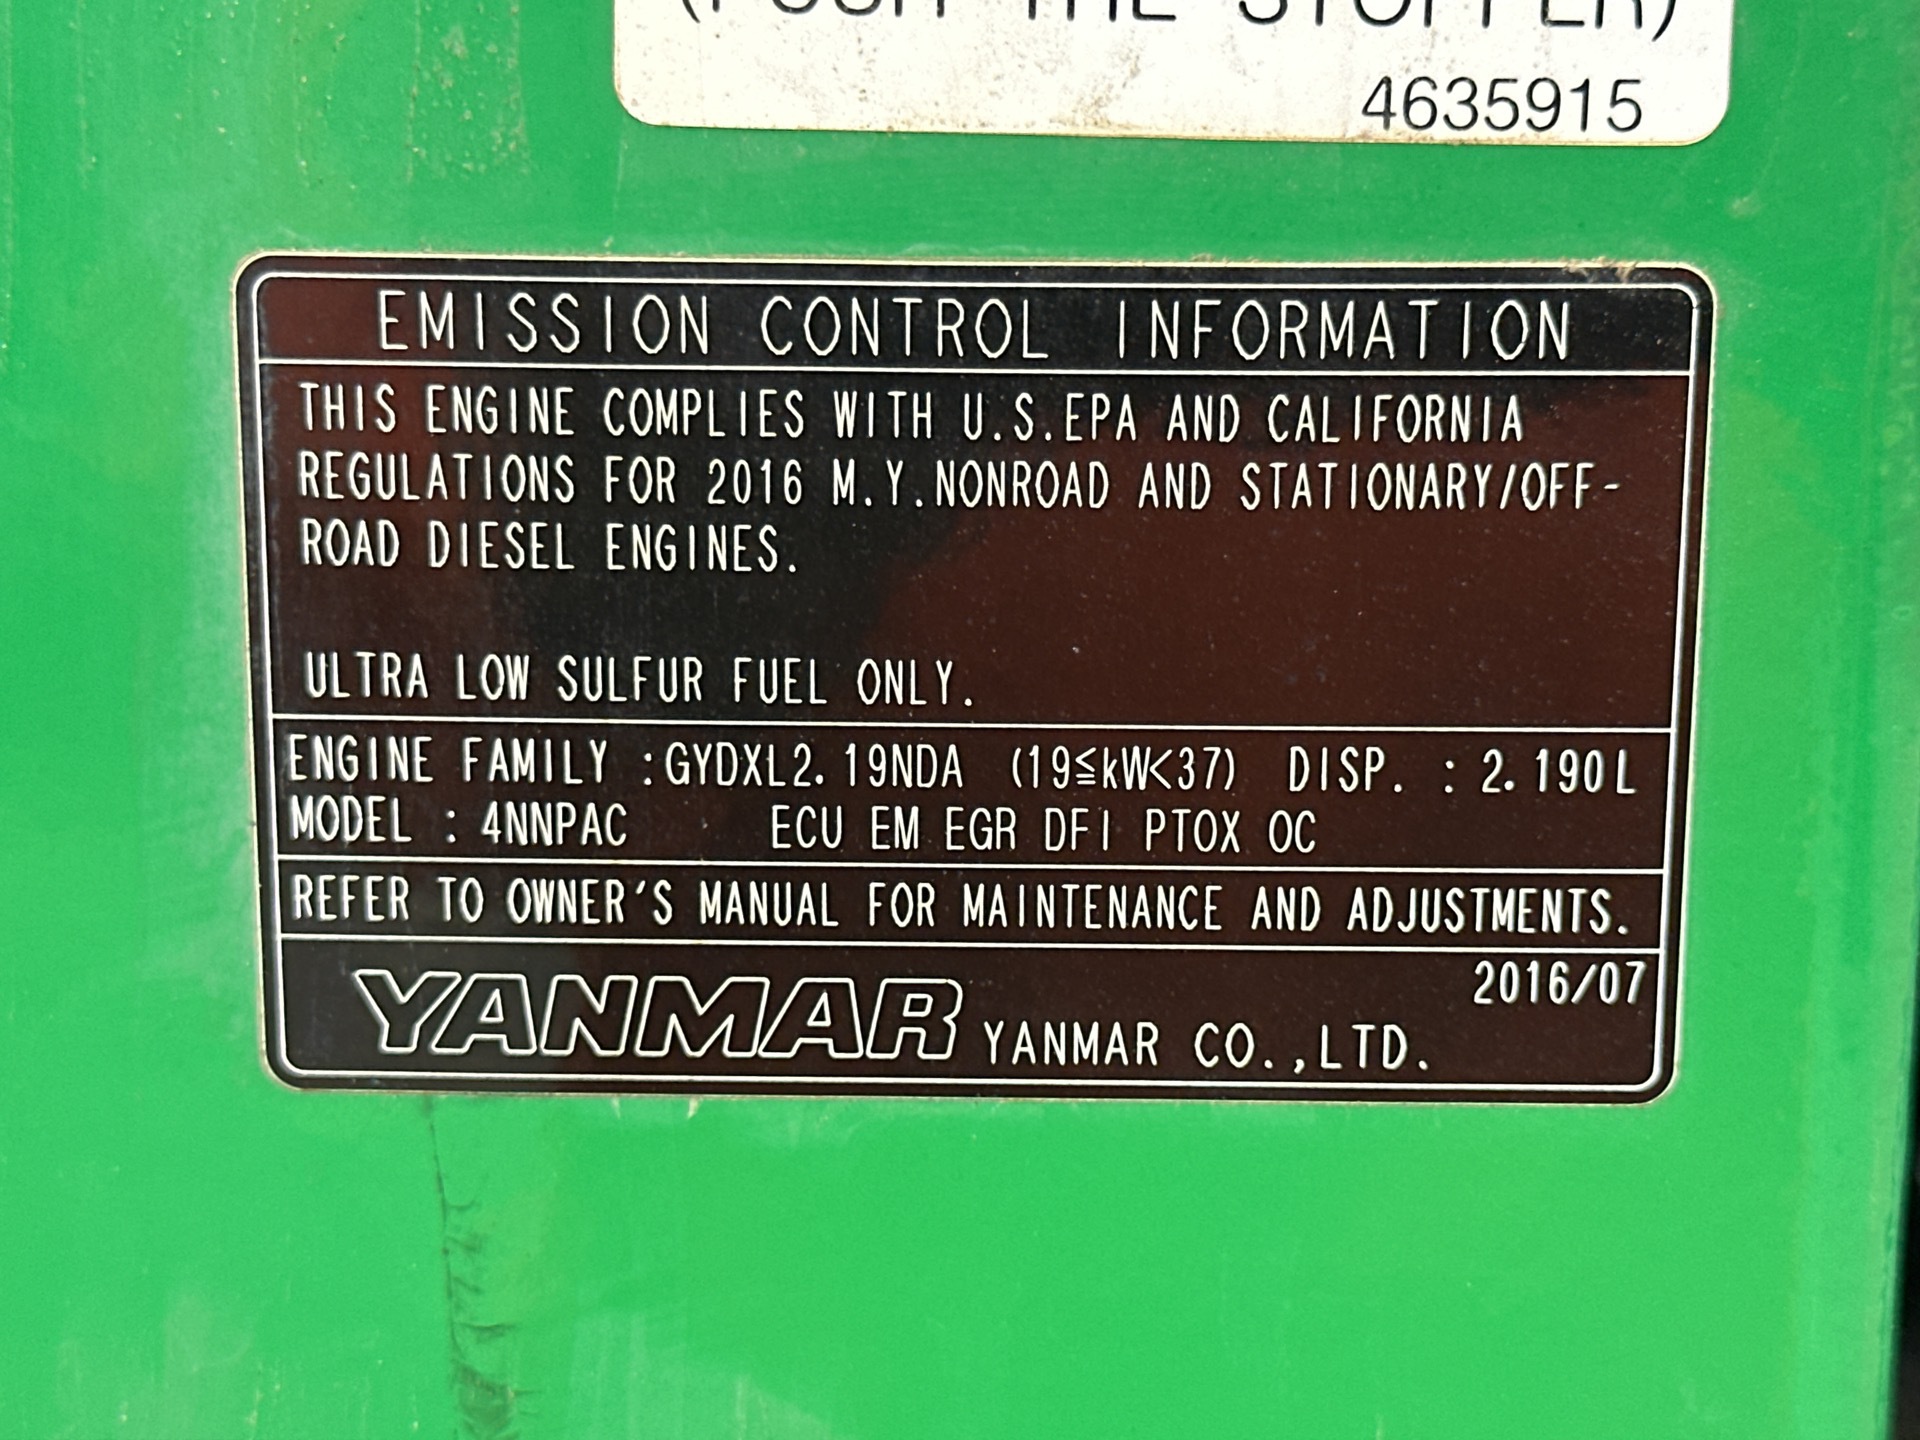 (PUSH THE STOPPER)
4635915
EMISSION CONTROL INFORMATION
THIS ENGINE COMPLIES WITH U.S.EPA AND CALIFORNIA
REGULATIONS FOR 2016 M.Y.NONROAD AND STATIONARY/OFF-
ROAD DIESEL ENGINES.
ULTRA LOW SULFUR FUEL ONLY.
ENGINE FAMILY :GYDXL2.19NDA (19≦kW<37) DISP. : 2.190L
MODEL : 4NNPAC ECU EM EGR DFI PTOX OC
REFER TO OWNER'S MANUAL FOR MAINTENANCE AND ADJUSTMENTS.
2016/07
YANMAR YANMAR CO.,LTD.